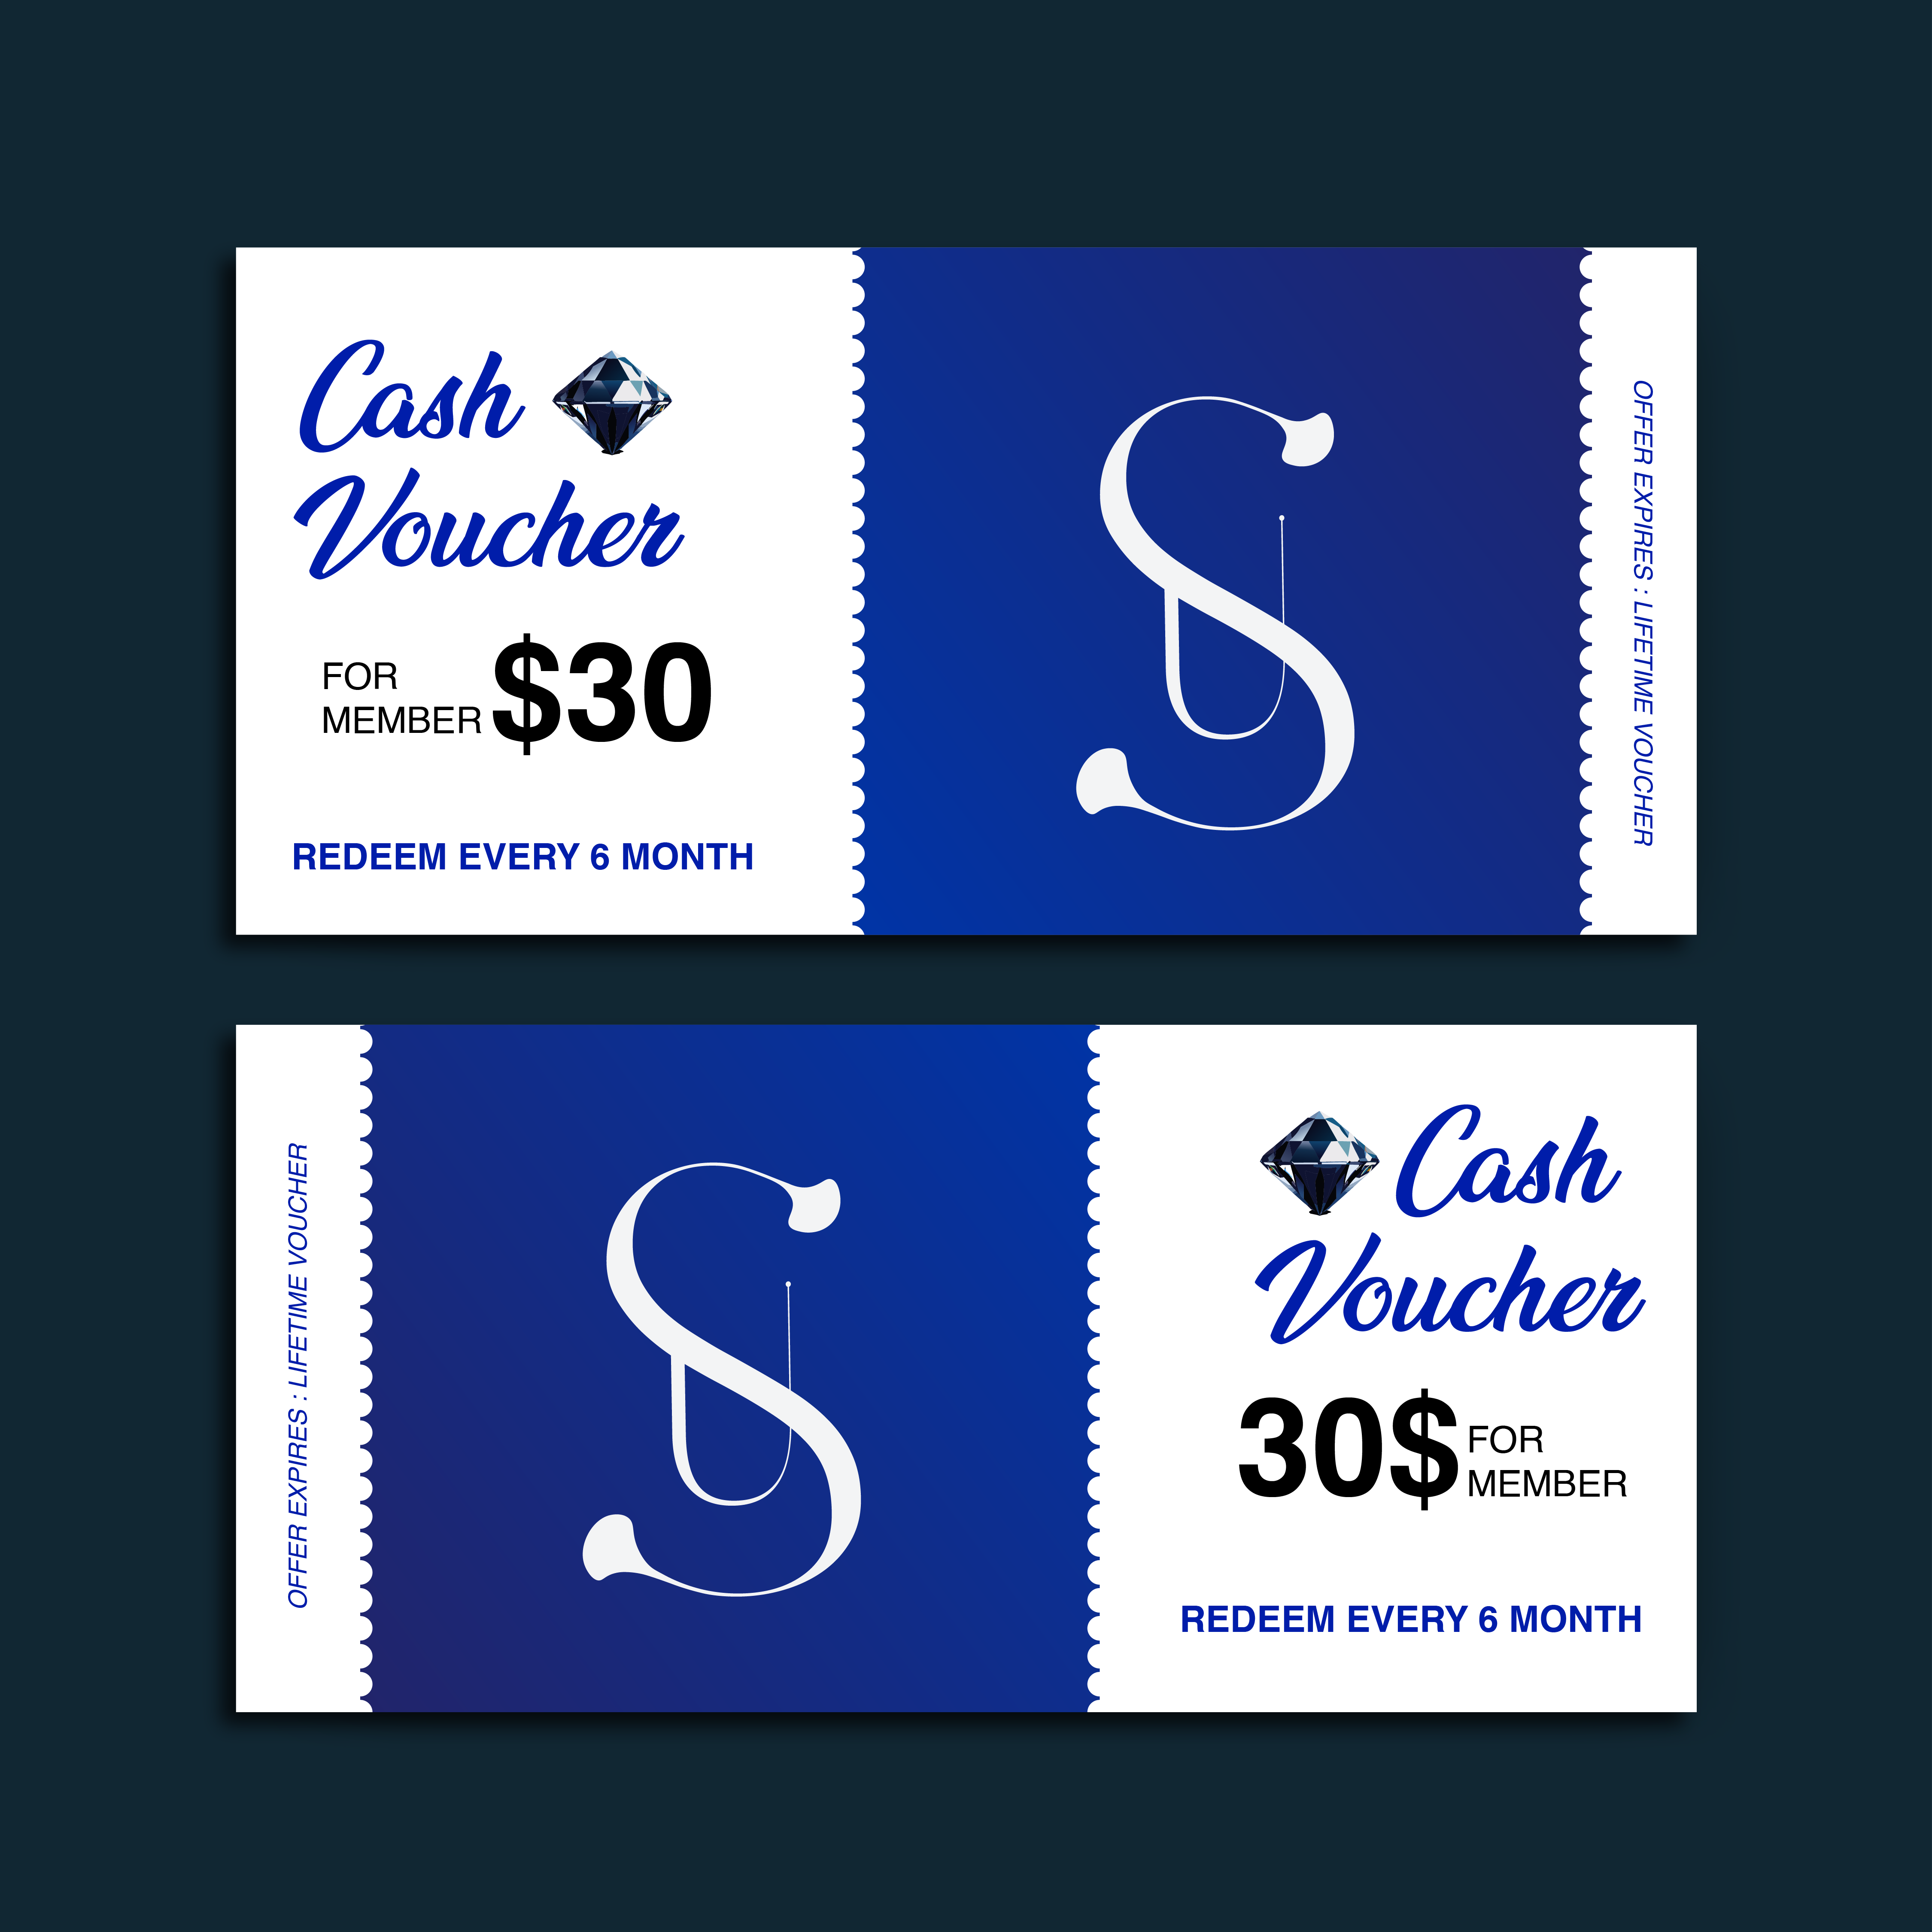 Cash
Voucher
FOR
MEMBER $30
REDEEM EVERY 6 MONTH
OFFER EXPIRES : LIFETIME VOUCHER
OFFER EXPIRES : LIFETIME VOUCHER
Cash
Voucher
30$ FOR
MEMBER
REDEEM EVERY 6 MONTH